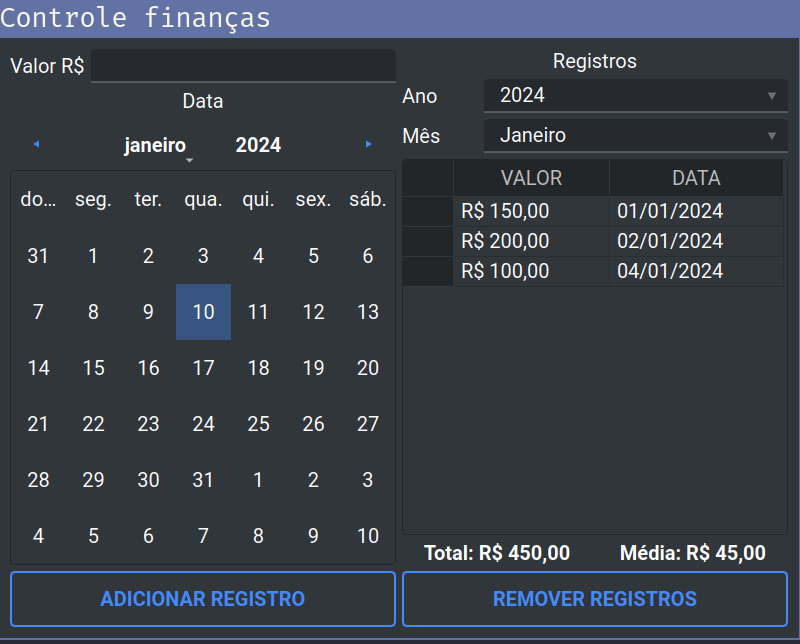 Controle finanças
Valor R$
Data
janeiro 2024
do... seg. ter. qua. qui. sex. sáb.
31 1 2 3 4 5 6
7 8 9 10 11 12 13
14 15 16 17 18 19 20
21 22 23 24 25 26 27
28 29 30 31 1 2 3
4 5 6 7 8 9 10
ADICIONAR REGISTRO
Registros
Ano 2024
Mês Janeiro
VALOR DATA
R$ 150,00 01/01/2024
R$ 200,00 02/01/2024
R$ 100,00 04/01/2024
Total: R$ 450,00 Média: R$ 45,00
REMOVER REGISTROS